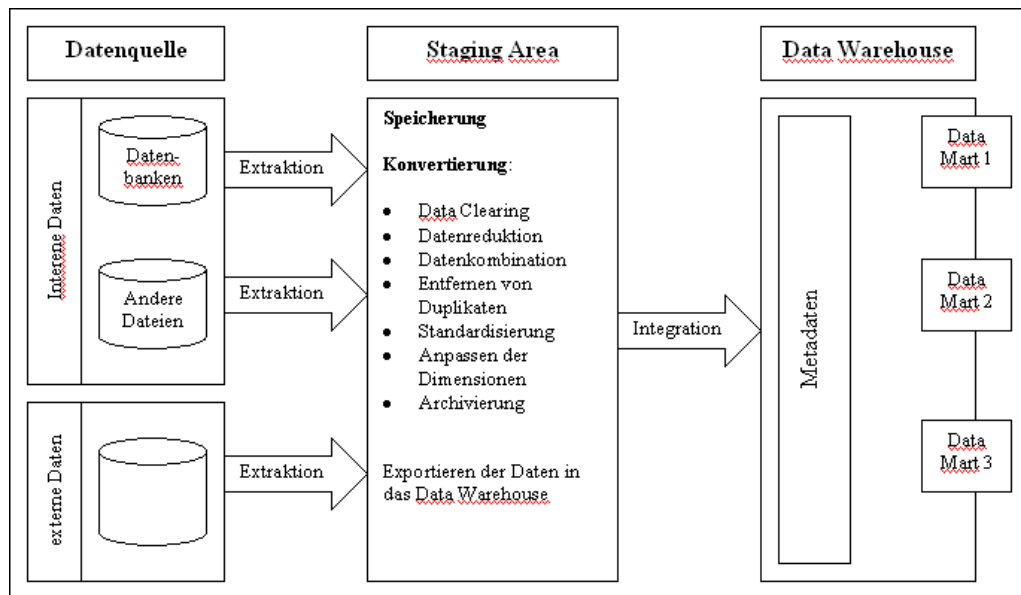 Datenquelle
Staging Area
Data Warehouse
Interene Daten
Daten-
banken
Andere
Dateien
externe Daten
Extraktion
Extraktion
Extraktion
Speicherung
Konvertierung:
• Data Clearing
• Datenreduktion
• Datenkombination
• Entfernen von
Duplikaten
• Standardisierung
• Anpassen der
Dimensionen
• Archivierung
Exportieren der Daten in
das Data Warehouse
Integration
Metadaten
Data
Mart 1
Data
Mart 2
Data
Mart 3